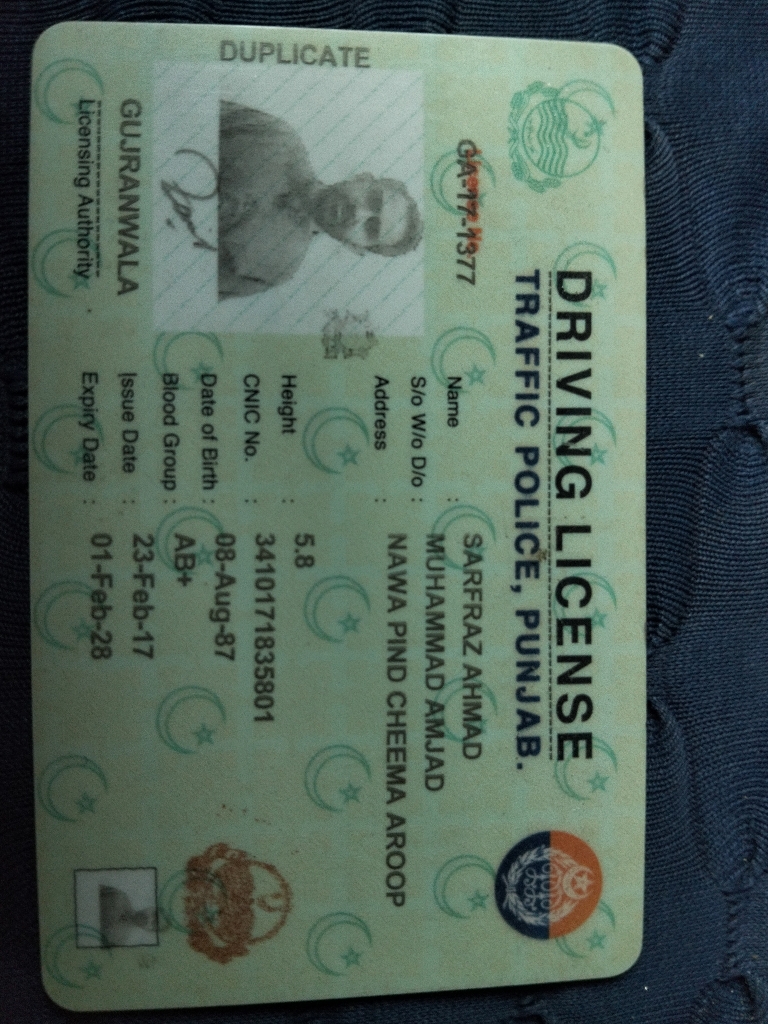 DRIVING LICENSE
TRAFFIC POLICE, PUNJAB.
GA-17-1377
DUPLICATE
Name : SARFRAZ AHMAD
S/o W/o D/o : MUHAMMAD AMJAD
Address : NAWA PIND CHEEMA AROOP
Height : 5.8
CNIC No. : 3410171835801
Date of Birth : 08-Aug-87
Blood Group : AB+
Issue Date : 23-Feb-17
Expiry Date : 01-Feb-28
GUJRANWALA
Licensing Authority